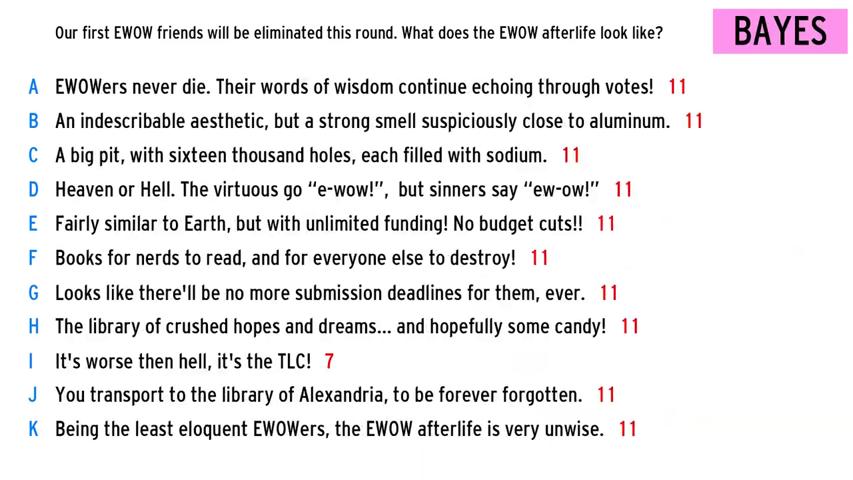 Our first EWOW friends will be eliminated this round. What does the EWOW afterlife look like?
BAYES
A EWOWers never die. Their words of wisdom continue echoing through votes! 11
B An indescribable aesthetic, but a strong smell suspiciously close to aluminum. 11
C A big pit, with sixteen thousand holes, each filled with sodium. 11
D Heaven or Hell. The virtuous go “e-wow!”, but sinners say “ew-ow!” 11
E Fairly similar to Earth, but with unlimited funding! No budget cuts!! 11
F Books for nerds to read, and for everyone else to destroy! 11
G Looks like there'll be no more submission deadlines for them, ever. 11
H The library of crushed hopes and dreams... and hopefully some candy! 11
I It's worse then hell, it's the TLC! 7
J You transport to the library of Alexandria, to be forever forgotten. 11
K Being the least eloquent EWOWers, the EWOW afterlife is very unwise. 11